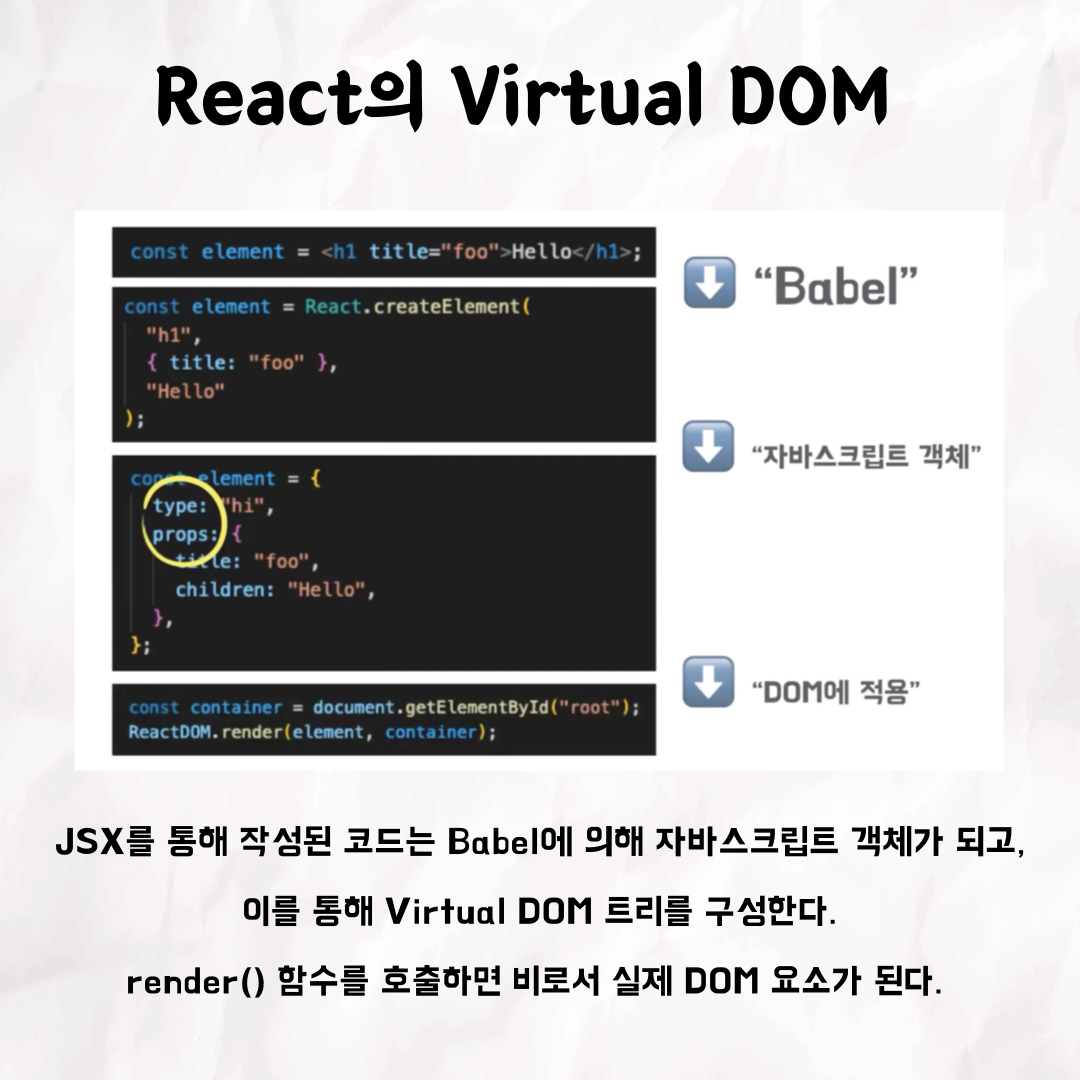 React의 Virtual DOM
const element = <h1 title="foo">Hello</h1>;
“Babel”
const element = React.createElement(
"h1",
{ title: "foo" },
"Hello"
);
“자바스크립트 객체”
const element = {
type: "hi",
props: {
title: "foo",
children: "Hello",
},
};
“DOM에 적용”
const container = document.getElementById("root");
ReactDOM.render(element, container);
JSX를 통해 작성된 코드는 Babel에 의해 자바스크립트 객체가 되고,
이를 통해 Virtual DOM 트리를 구성한다.
render() 함수를 호출하면 비로서 실제 DOM 요소가 된다.